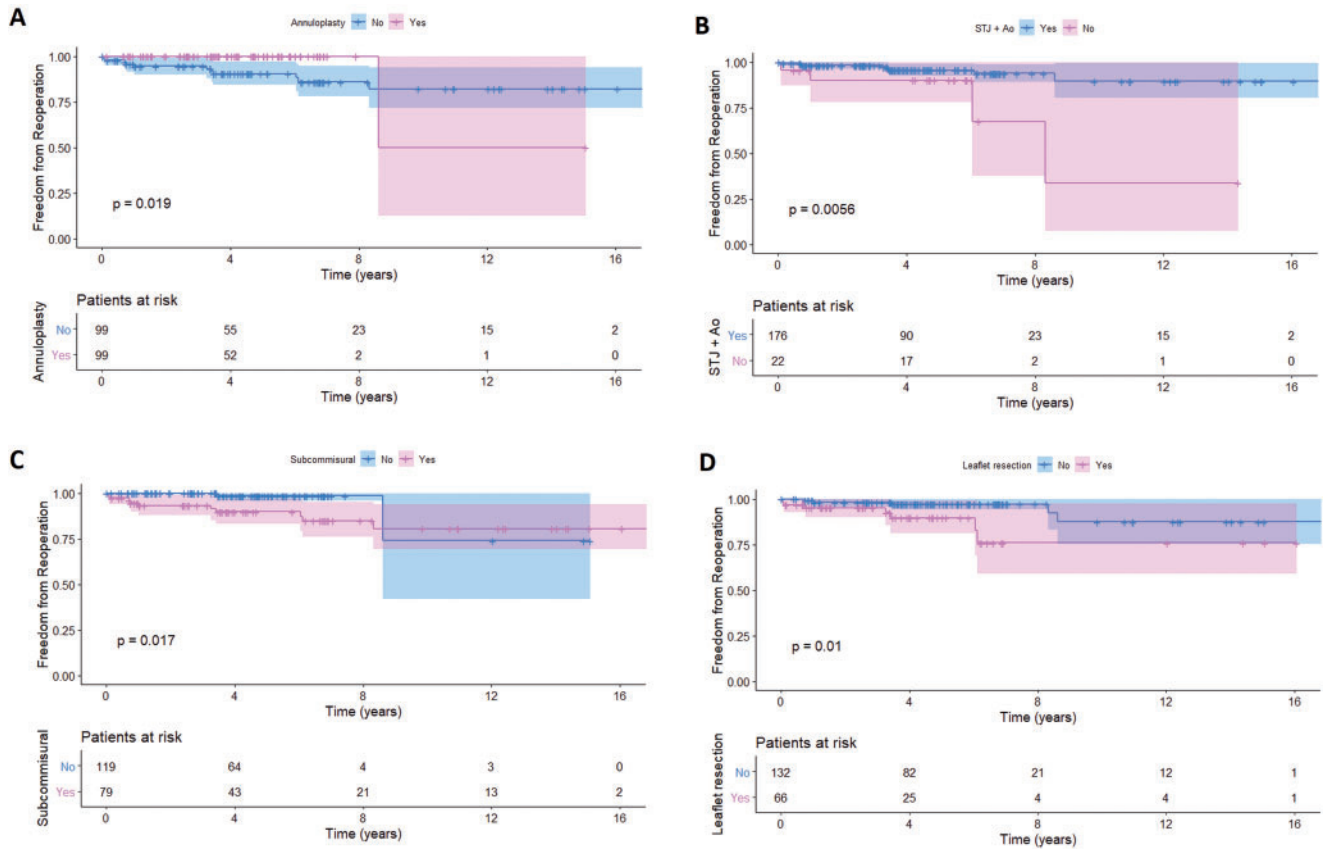 A
Annuloplasty No Yes
Freedom from Reoperation
1.00
0.75
0.50
0.25
0.00
p = 0.019
0 4 8 12 16
Time (years)
Patients at risk
Annuloplasty
No 99 55 23 15 2
Yes 99 52 2 1 0
0 4 8 12 16
Time (years)
B
STJ + Ao Yes No
Freedom from Reoperation
1.00
0.75
0.50
0.25
0.00
p = 0.0056
0 4 8 12 16
Time (years)
Patients at risk
STJ + Ao
Yes 176 90 23 15 2
No 22 17 2 1 0
0 4 8 12 16
Time (years)
C
Subcommisural No Yes
Freedom from Reoperation
1.00
0.75
0.50
0.25
0.00
p = 0.017
0 4 8 12 16
Time (years)
Patients at risk
Subcommisural
No 119 64 4 3 0
Yes 79 43 21 13 2
0 4 8 12 16
Time (years)
D
Leaflet resection No Yes
Freedom from Reoperation
1.00
0.75
0.50
0.25
0.00
p = 0.01
0 4 8 12 16
Time (years)
Patients at risk
Leaflet resection
No 132 82 21 12 1
Yes 66 25 4 4 1
0 4 8 12 16
Time (years)